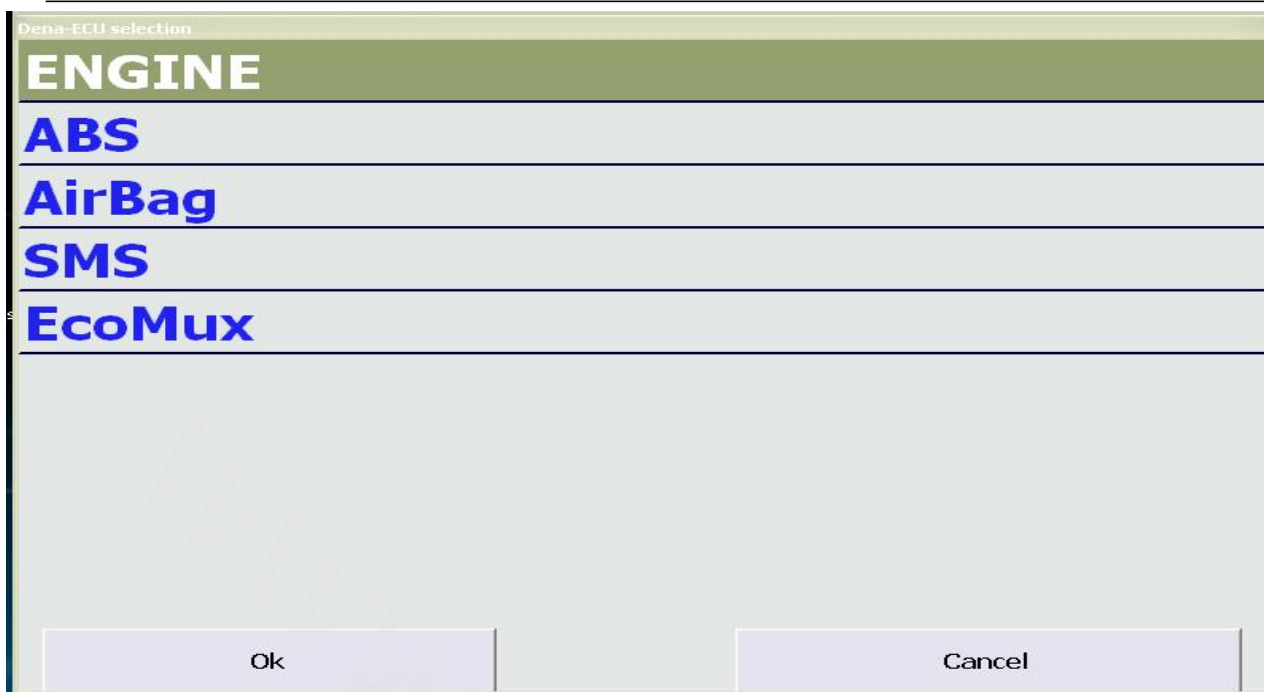 Dena-ECU selection
ENGINE
ABS
AirBag
SMS
EcoMux
Ok
Cancel